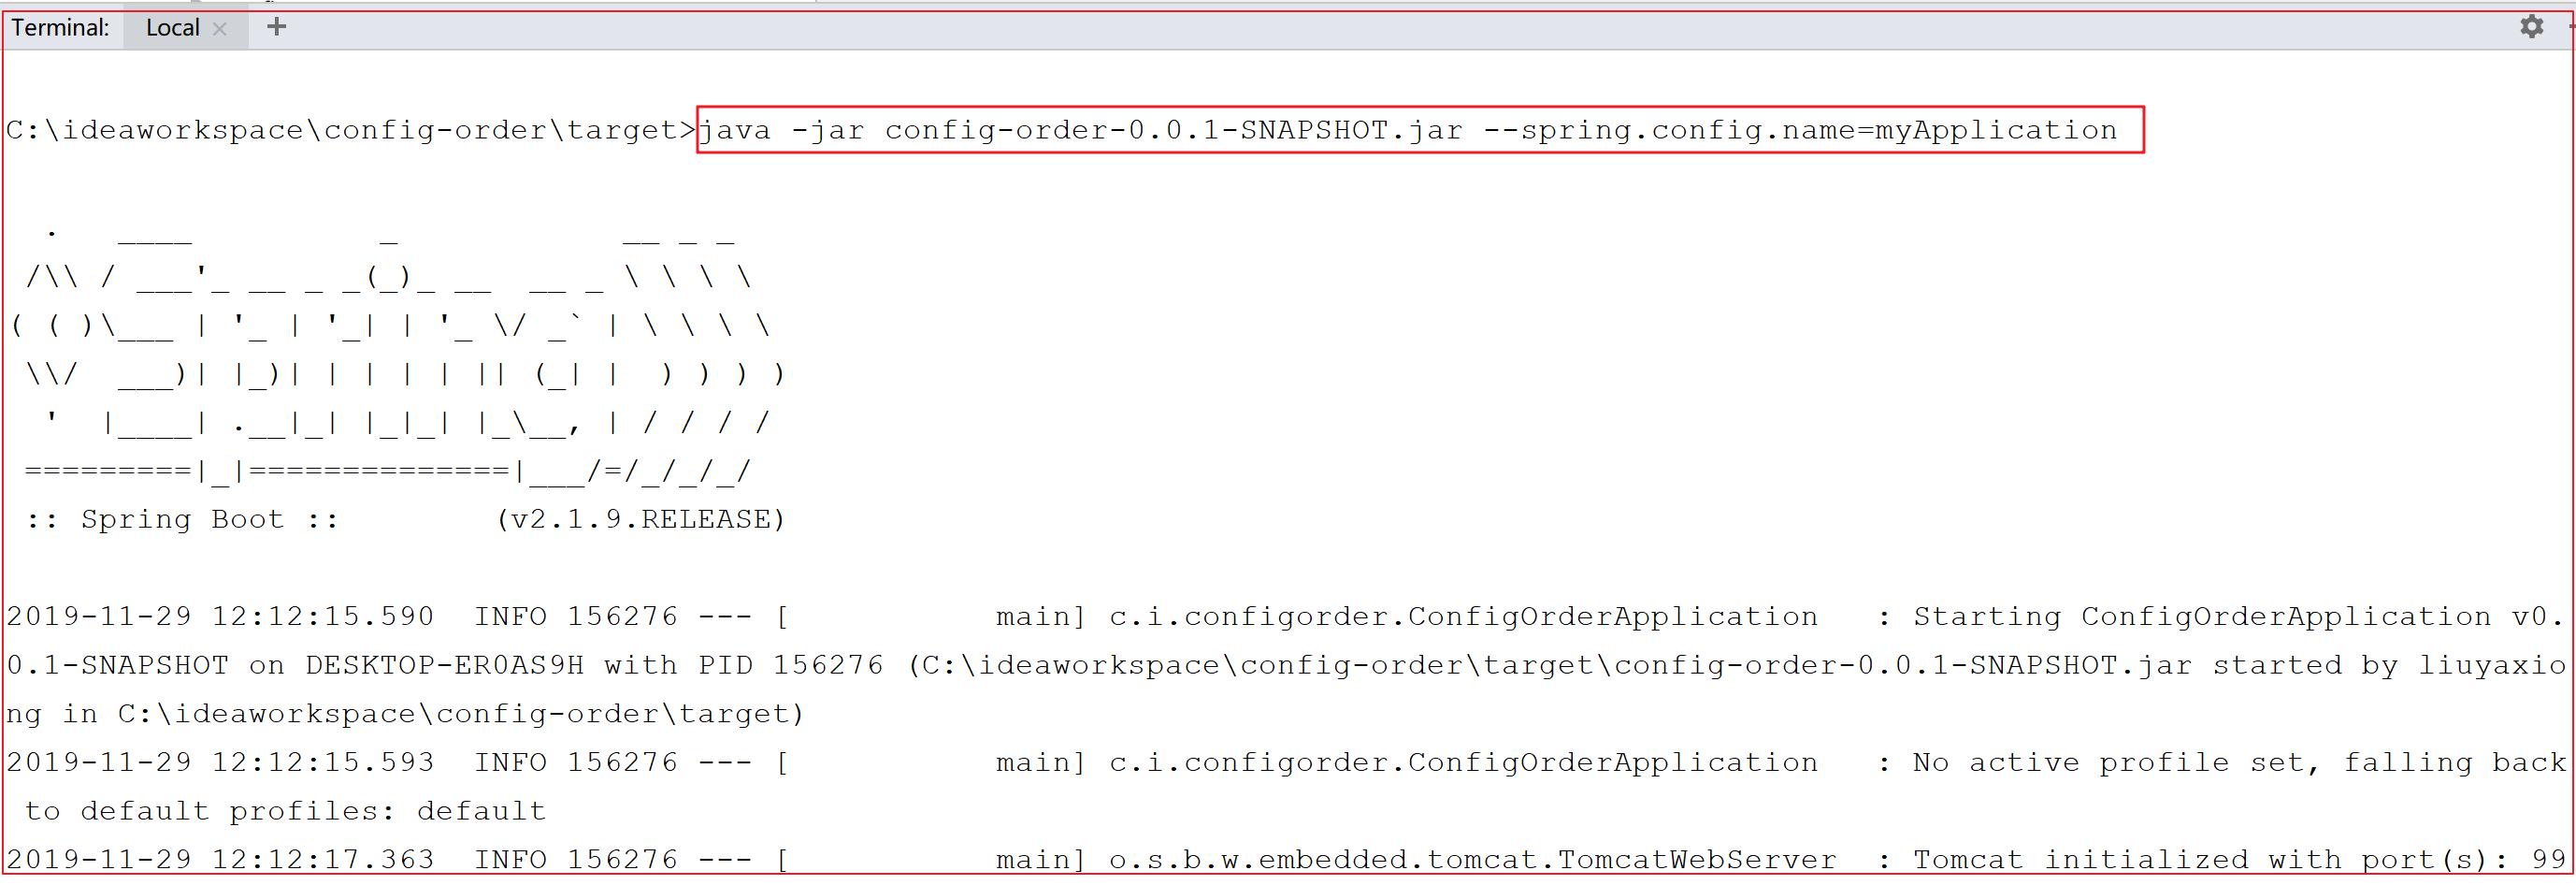 Terminal: Local × +
C:\ideaworkspace\config-order\target>java -jar config-order-0.0.1-SNAPSHOT.jar --spring.config.name=myApplication
  .   ____          _            __ _ _
 /\\ / ___'_ __ _ _(_)_ __  __ _ \ \ \ \
( ( )\___ | '_ | '_| | '_ \/ _` | \ \ \ \
 \\/  ___)| |_)| | | | | || (_| |  ) ) ) )
  '  |____| .__|_| |_|_| |_\__, | / / / /
 =========|_|==============|___/=/_/_/_/
 :: Spring Boot ::        (v2.1.9.RELEASE)
2019-11-29 12:12:15.590  INFO 156276 --- [           main] c.i.configorder.ConfigOrderApplication   : Starting ConfigOrderApplication v0.
0.1-SNAPSHOT on DESKTOP-ER0AS9H with PID 156276 (C:\ideaworkspace\config-order\target\config-order-0.0.1-SNAPSHOT.jar started by liuyaxio
ng in C:\ideaworkspace\config-order\target)
2019-11-29 12:12:15.593  INFO 156276 --- [           main] c.i.configorder.ConfigOrderApplication   : No active profile set, falling back
 to default profiles: default
2019-11-29 12:12:17.363  INFO 156276 --- [           main] o.s.b.w.embedded.tomcat.TomcatWebServer  : Tomcat initialized with port(s): 99